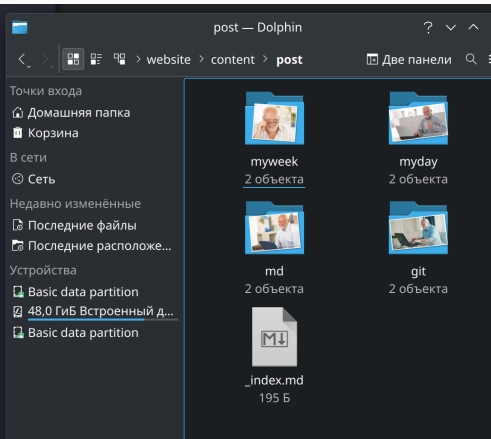 post — Dolphin
website > content > post
Две панели
Точки входа
Домашняя папка
Корзина
В сети
Сеть
Недавно изменённые
Последние файлы
Последние расположе...
Устройства
Basic data partition
48,0 ГиБ Встроенный д...
Basic data partition
myweek
2 объекта
myday
2 объекта
md
2 объекта
git
2 объекта
M
_index.md
195 Б